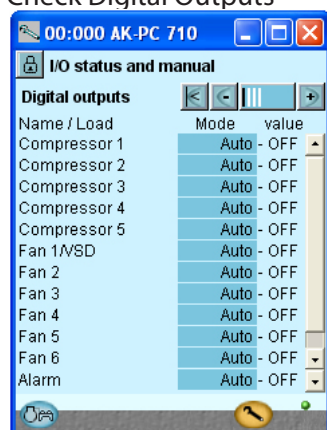 Check Digital Outputs
00:000 AK-PC 710
I/O status and manual
Digital outputs
Name / Load Mode value
Compressor 1 Auto - OFF
Compressor 2 Auto - OFF
Compressor 3 Auto - OFF
Compressor 4 Auto - OFF
Compressor 5 Auto - OFF
Fan 1/VSD Auto - OFF
Fan 2 Auto - OFF
Fan 3 Auto - OFF
Fan 4 Auto - OFF
Fan 5 Auto - OFF
Fan 6 Auto - OFF
Alarm Auto - OFF